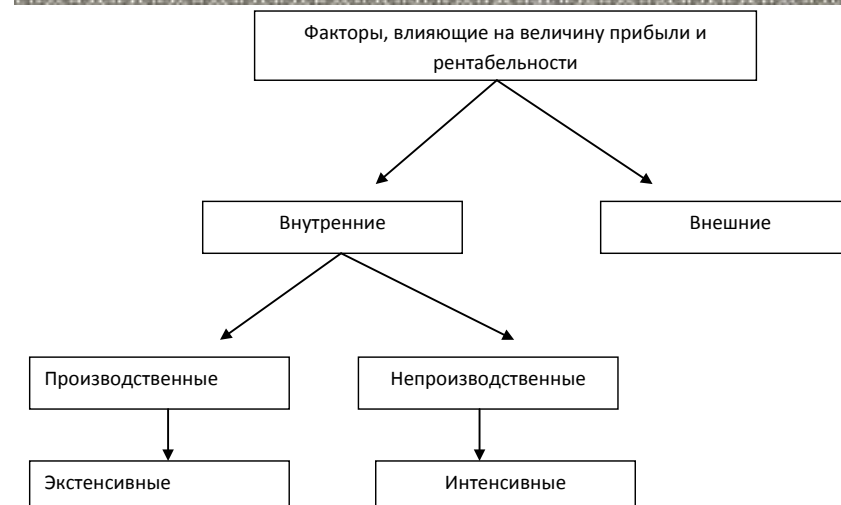 Факторы, влияющие на величину прибыли и
рентабельности
Внутренние
Внешние
Производственные
Непроизводственные
Экстенсивные
Интенсивные